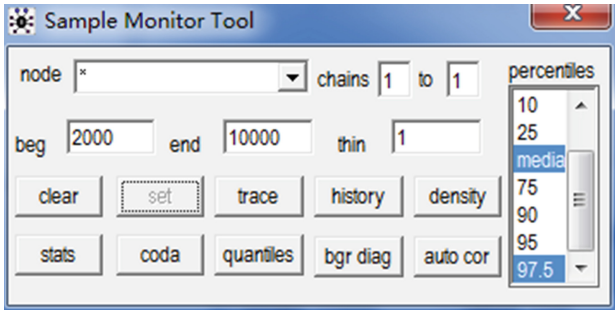 Sample Monitor Tool
node * chains 1 to 1 percentiles
beg 2000 end 10000 thin 1
10
25
media
75
90
95
97.5
clear set trace history density
stats coda quantiles bgr diag auto cor